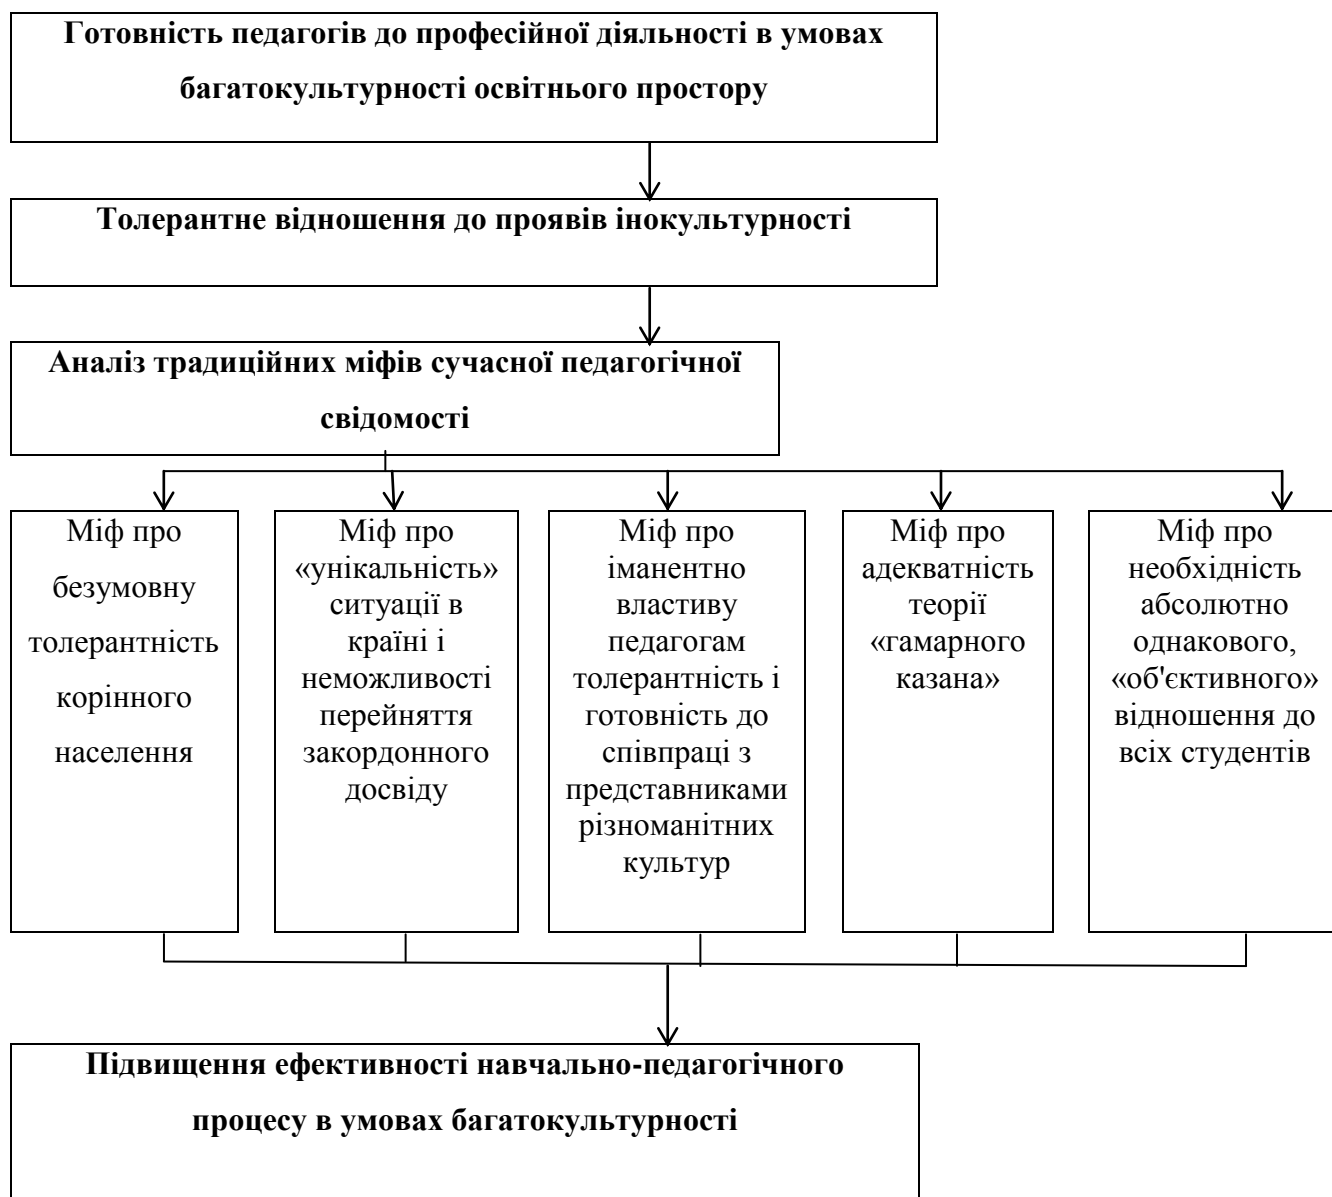 Готовність педагогів до професійної діяльності в умовах
багатокультурності освітнього простору
Толерантне відношення до проявів інокультурності
Аналіз традиційних міфів сучасної педагогічної
свідомості
Міф про
безумовну
толерантність
корінного
населення
Міф про
«унікальність»
ситуації в
країні і
неможливості
перейняття
закордонного
досвіду
Міф про
іманентно
властиву
педагогам
толерантність і
готовність до
співпраці з
представниками
різноманітних
культур
Міф про
адекватність
теорії
«гамарного
казана»
Міф про
необхідність
абсолютно
однакового,
«об'єктивного»
відношення до
всіх студентів
Підвищення ефективності навчально-педагогічного
процесу в умовах багатокультурності